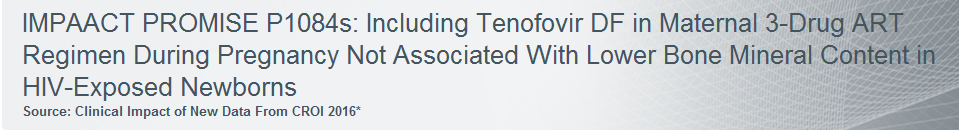 IMPAACT PROMISE P1084s: Including Tenofovir DF in Maternal 3-Drug ART
Regimen During Pregnancy Not Associated With Lower Bone Mineral Content in
HIV-Exposed Newborns
Source: Clinical Impact of New Data From CROI 2016*